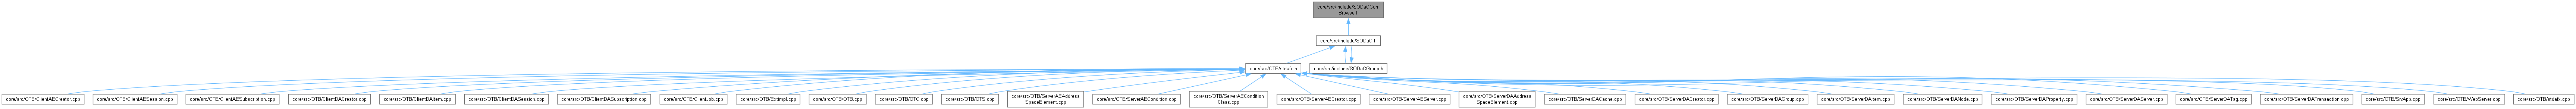 core/src/include/SODaCCom
Browse.h
core/src/include/SODaC.h
core/src/OTB/stdafx.h
core/src/include/SODaCGroup.h
core/src/OTB/ClientAECreator.cpp
core/src/OTB/ClientAESession.cpp
core/src/OTB/ClientAESubscription.cpp
core/src/OTB/ClientDACreator.cpp
core/src/OTB/ClientDAItem.cpp
core/src/OTB/ClientDASession.cpp
core/src/OTB/ClientDASubscription.cpp
core/src/OTB/ClientJob.cpp
core/src/OTB/ExtImpl.cpp
core/src/OTB/OTB.cpp
core/src/OTB/OTC.cpp
core/src/OTB/OTS.cpp
core/src/OTB/ServerAEAddress
SpaceElement.cpp
core/src/OTB/ServerAECondition.cpp
core/src/OTB/ServerAECondition
Class.cpp
core/src/OTB/ServerAECreator.cpp
core/src/OTB/ServerAEServer.cpp
core/src/OTB/ServerDAAddress
SpaceElement.cpp
core/src/OTB/ServerDACache.cpp
core/src/OTB/ServerDACreator.cpp
core/src/OTB/ServerDAGroup.cpp
core/src/OTB/ServerDAItem.cpp
core/src/OTB/ServerDANode.cpp
core/src/OTB/ServerDAProperty.cpp
core/src/OTB/ServerDAServer.cpp
core/src/OTB/ServerDATag.cpp
core/src/OTB/ServerDATransaction.cpp
core/src/OTB/SrvApp.cpp
core/src/OTB/WebServer.cpp
core/src/OTB/stdafx.cpp